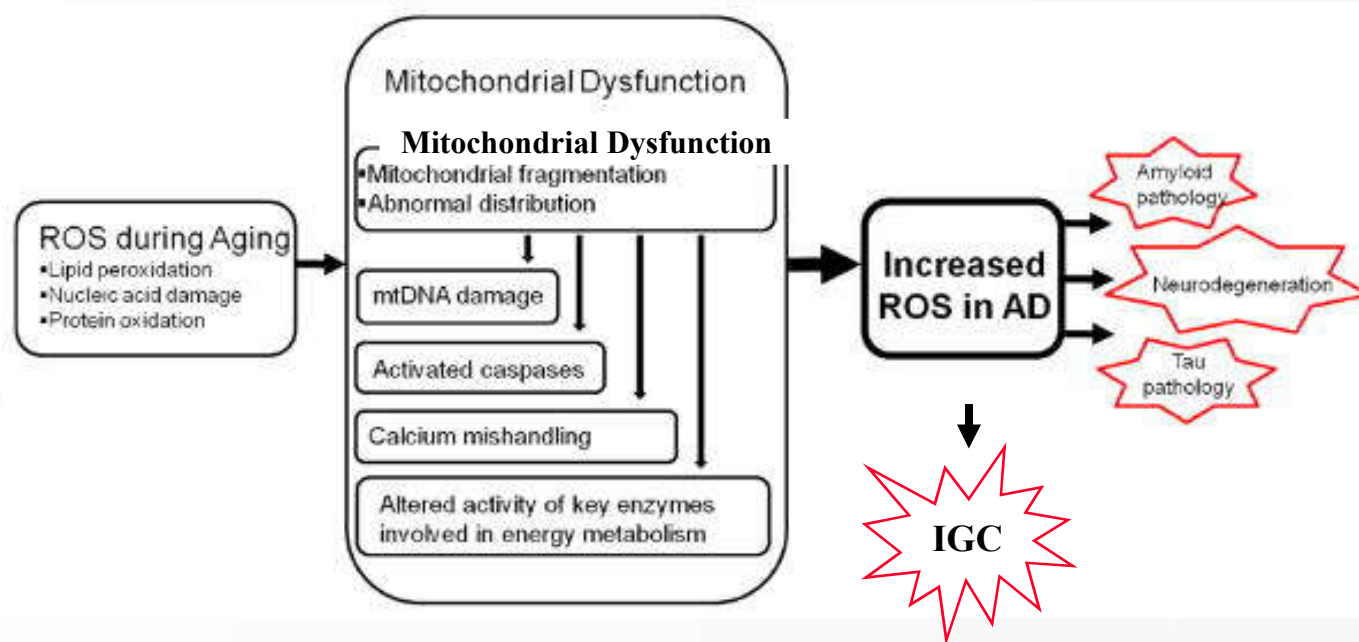 Mitochondrial Dysfunction
Mitochondrial Dysfunction
▪Mitochondrial fragmentation
▪Abnormal distribution
ROS during Aging
▪Lipid peroxidation
▪Nucleic acid damage
▪Protein oxidation
mtDNA damage
Activated caspases
Calcium mishandling
Altered activity of key enzymes
involved in energy metabolism
Increased
ROS in AD
Amyloid
pathology
Neurodegeneration
Tau
pathology
IGC